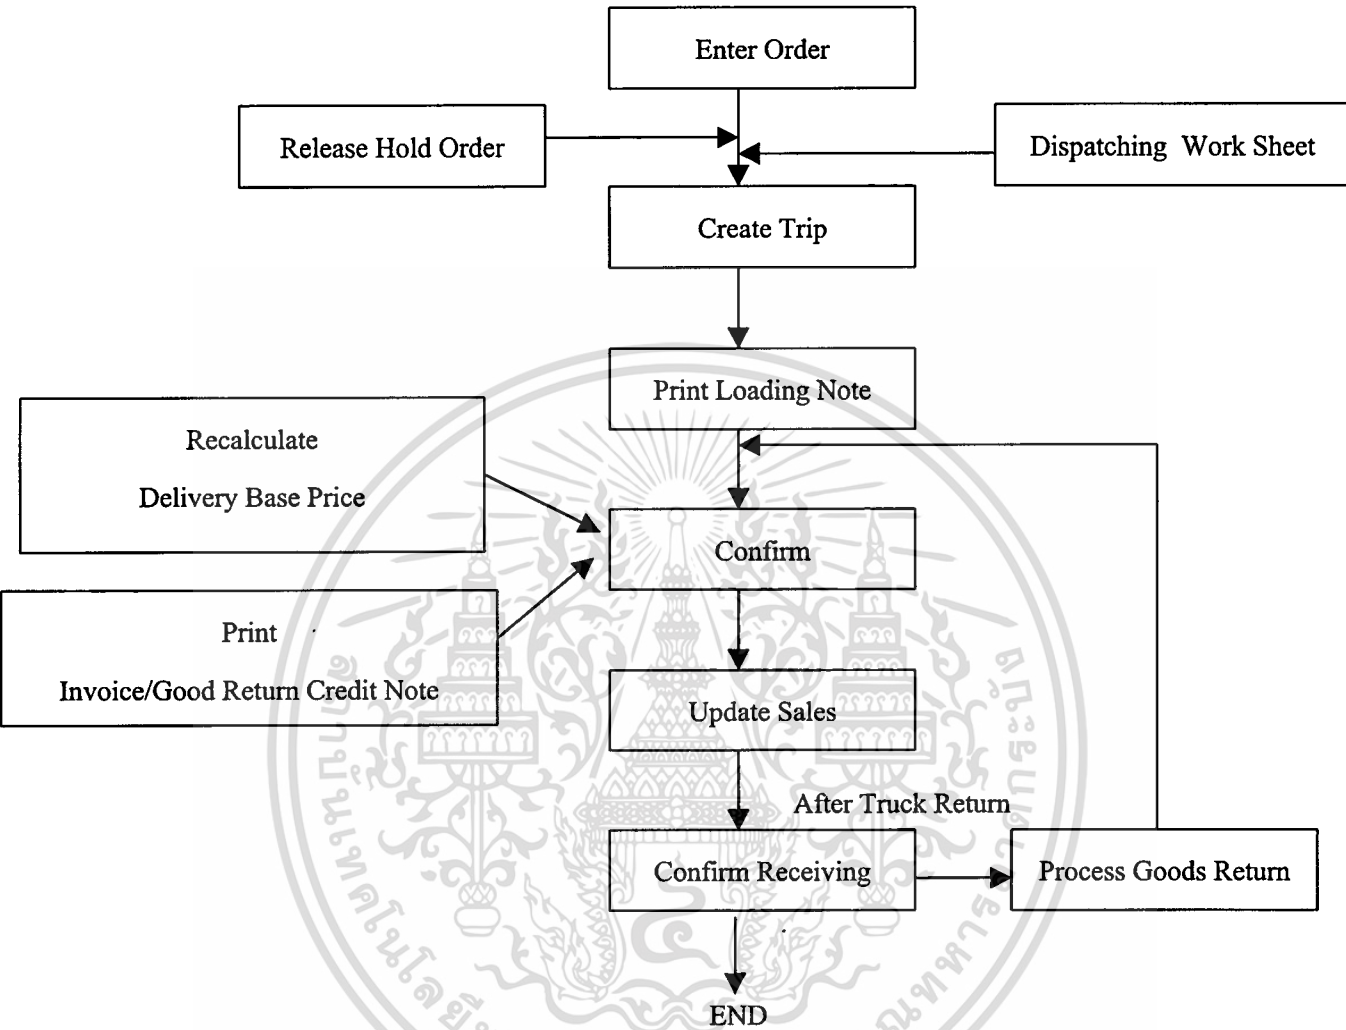 Enter Order
Release Hold Order
Dispatching Work Sheet
Create Trip
Print Loading Note
Recalculate
Delivery Base Price
Confirm
Print
Invoice/Good Return Credit Note
Update Sales
After Truck Return
Confirm Receiving
Process Goods Return
END